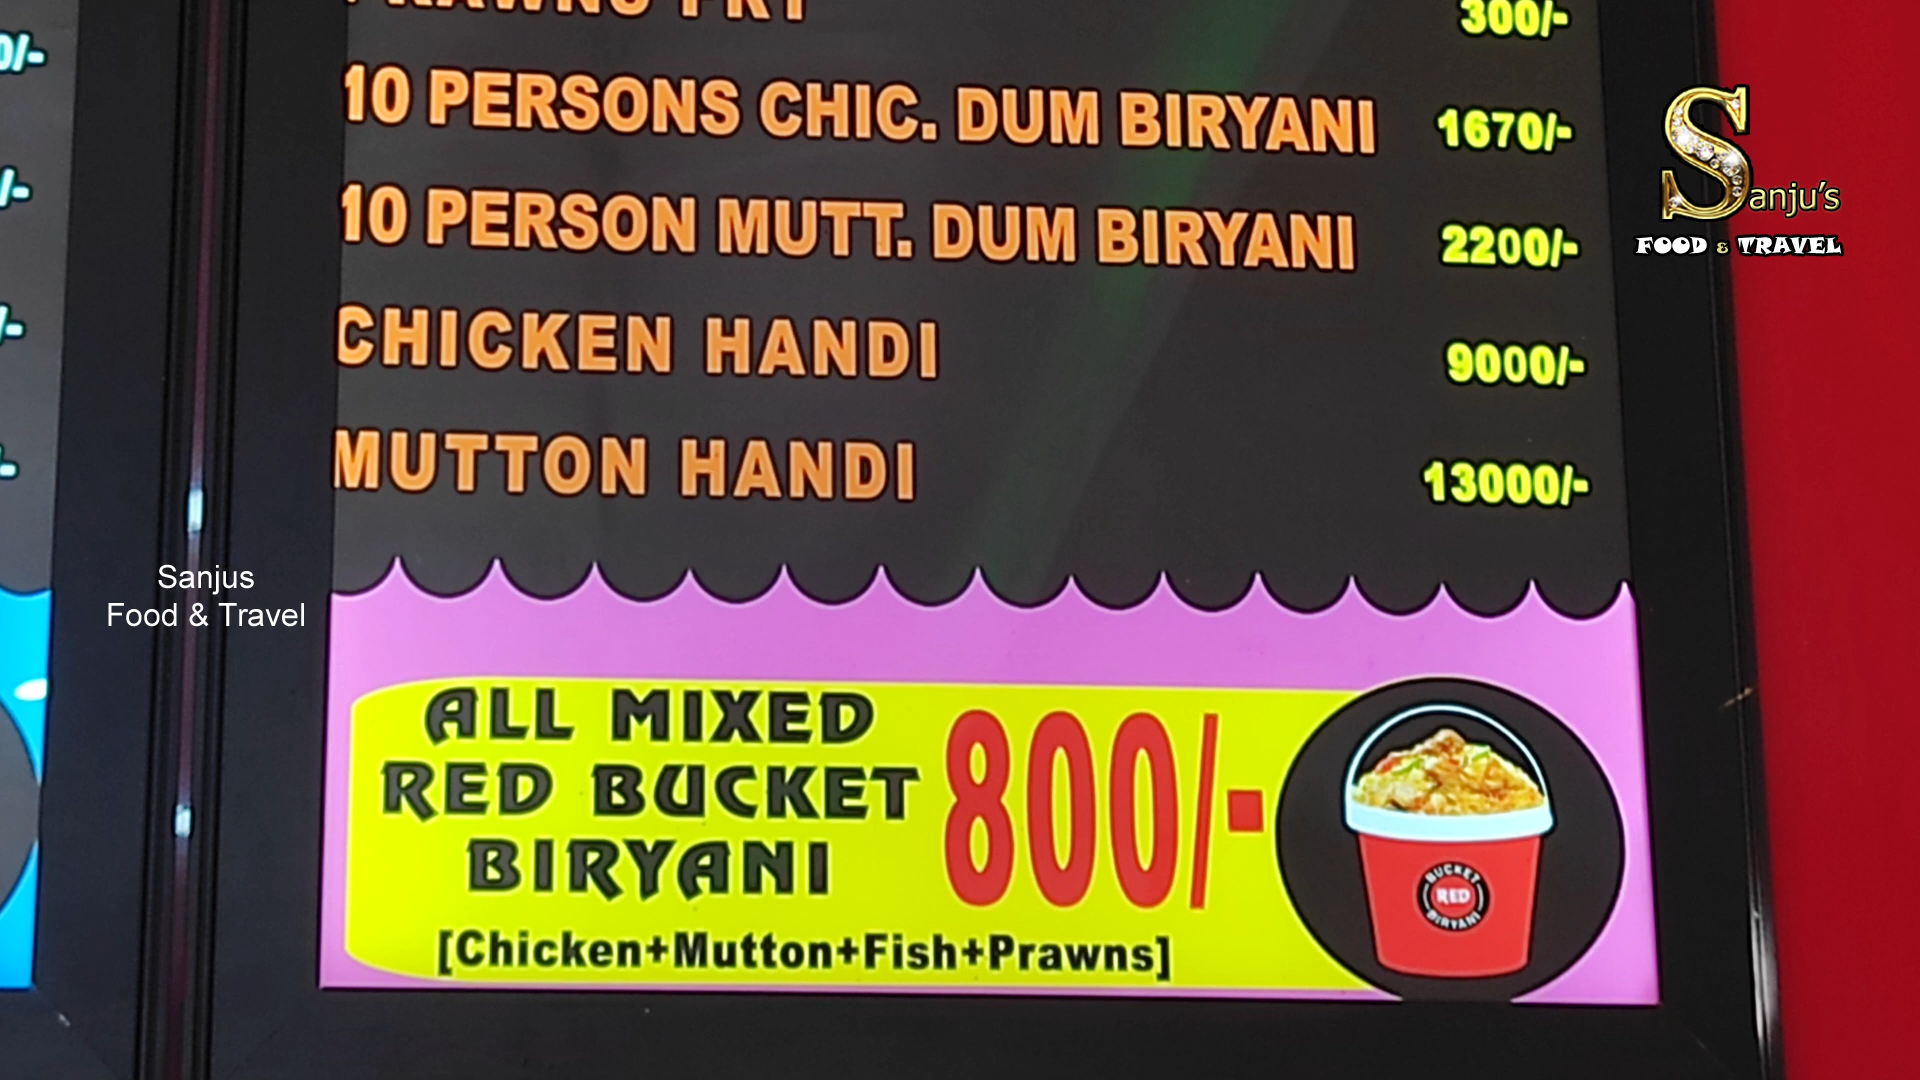 300/-
10 PERSONS CHIC. DUM BIRYANI 1670/-
10 PERSON MUTT. DUM BIRYANI 2200/-
CHICKEN HANDI 9000/-
MUTTON HANDI 13000/-
Sanju's
FOOD & TRAVEL
Sanjus
Food & Travel
ALL MIXED
RED BUCKET
BIRYANI
800/-
[Chicken+Mutton+Fish+Prawns]
BUCKET
RED
BIRYANI